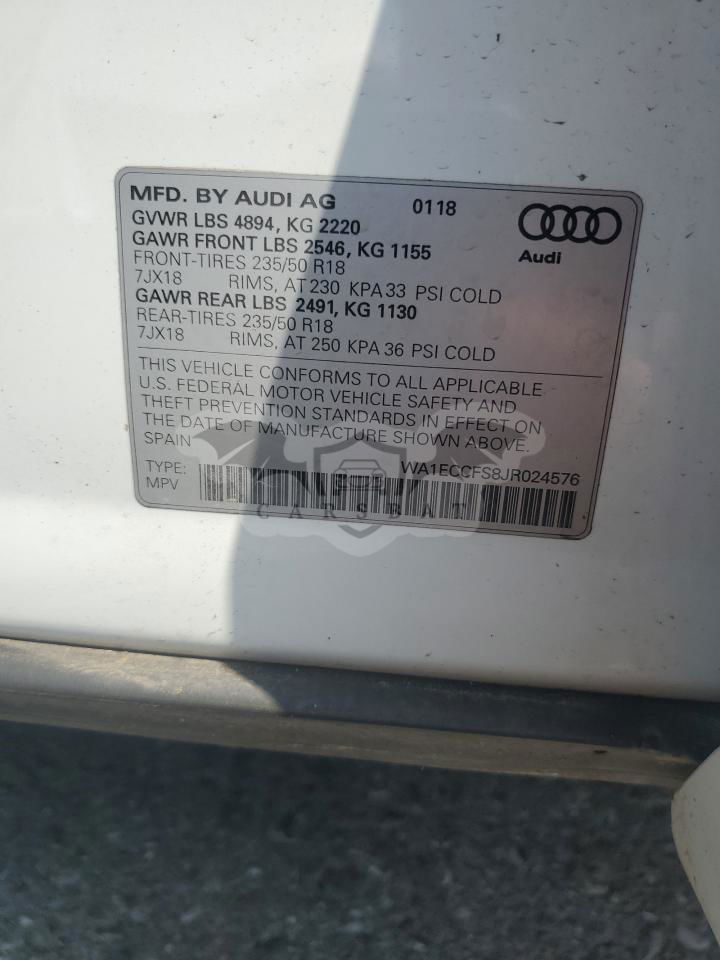 MFD. BY AUDI AG 0118
GVWR LBS 4894, KG 2220
GAWR FRONT LBS 2546, KG 1155
FRONT-TIRES 235/50 R18
7JX18 RIMS, AT 230 KPA 33 PSI COLD
GAWR REAR LBS 2491, KG 1130
REAR-TIRES 235/50 R18
7JX18 RIMS, AT 250 KPA 36 PSI COLD
Audi
THIS VEHICLE CONFORMS TO ALL APPLICABLE
U.S. FEDERAL MOTOR VEHICLE SAFETY AND
THEFT PREVENTION STANDARDS IN EFFECT ON
THE DATE OF MANUFACTURE SHOWN ABOVE.
SPAIN
TYPE: WA1ECCFS8JR024576
MPV
CARSBAT